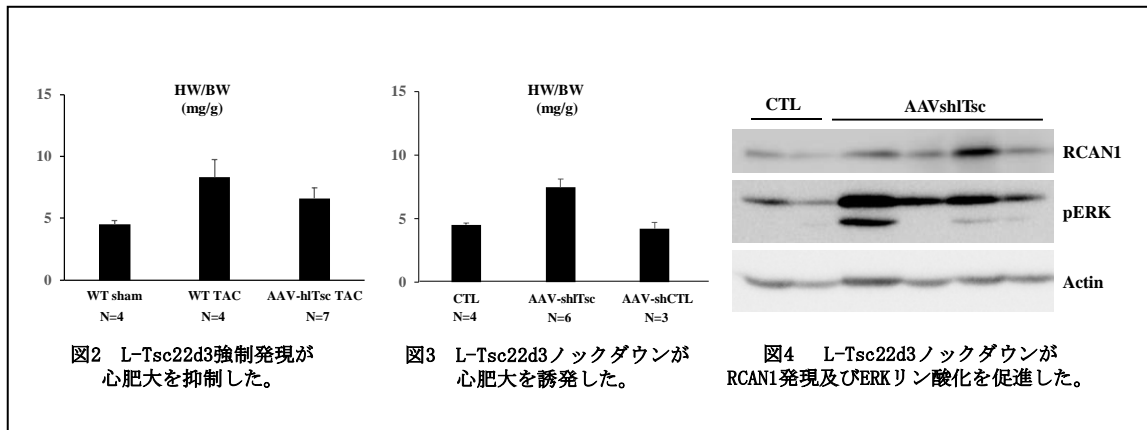 HW/BW
(mg/g)
15
10
5
0
WT sham
N=4
WT TAC
N=4
AAV-hlTsc TAC
N=7
図2 L-Tsc22d3強制発現が
心肥大を抑制した。
HW/BW
(mg/g)
15
10
5
0
CTL
N=4
AAV-shlTsc
N=6
AAV-shCTL
N=3
図3 L-Tsc22d3ノックダウンが
心肥大を誘発した。
CTL
AAVshlTsc
RCAN1
pERK
Actin
図4 L-Tsc22d3ノックダウンが
RCAN1発現及びERKリン酸化を促進した。